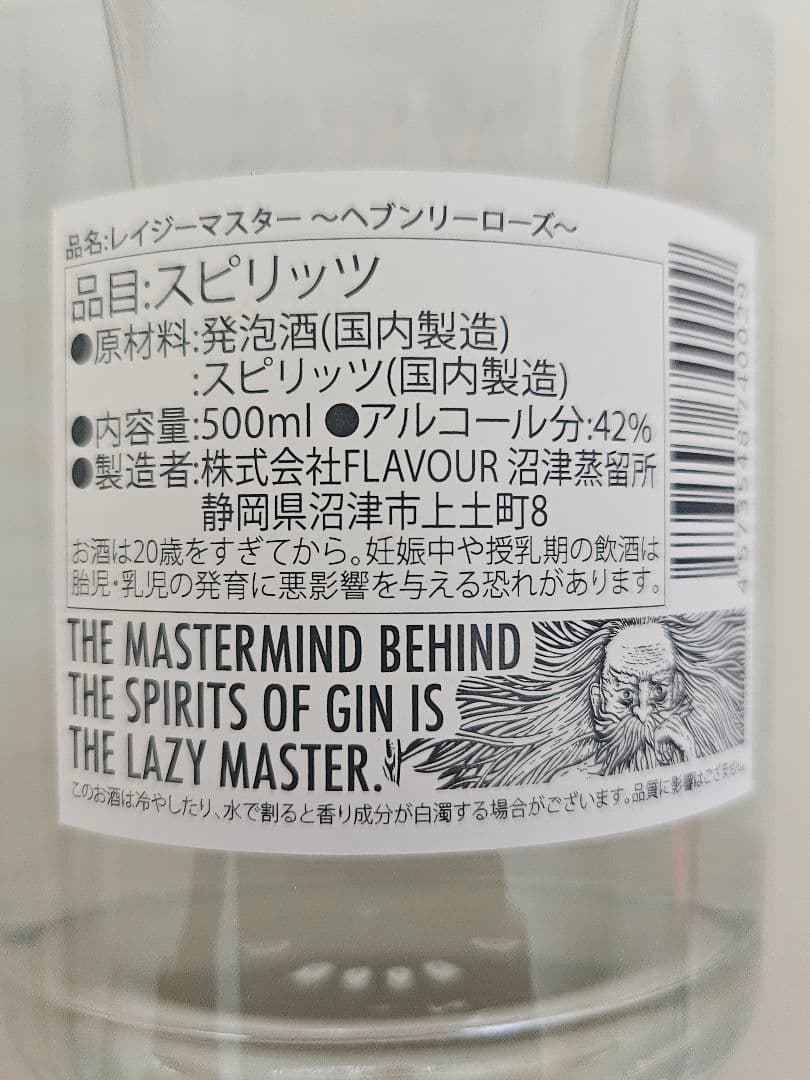 品名:レイジーマスター 〜ヘブンリーローズ〜
品目:スピリッツ
●原材料:発泡酒(国内製造)
:スピリッツ(国内製造)
●内容量:500ml ●アルコール分:42%
●製造者:株式会社FLAVOUR 沼津蒸留所
静岡県沼津市上土町8
お酒は20歳をすぎてから。妊娠中や授乳期の飲酒は
胎児・乳児の発育に悪影響を与える恐れがあります。
4573548740029
THE MASTERMIND BEHIND
THE SPIRITS OF GIN IS
THE LAZY MASTER.
このお酒は冷やしたり、水で割ると香り成分が白濁する場合がございます。品質に影響はございません。